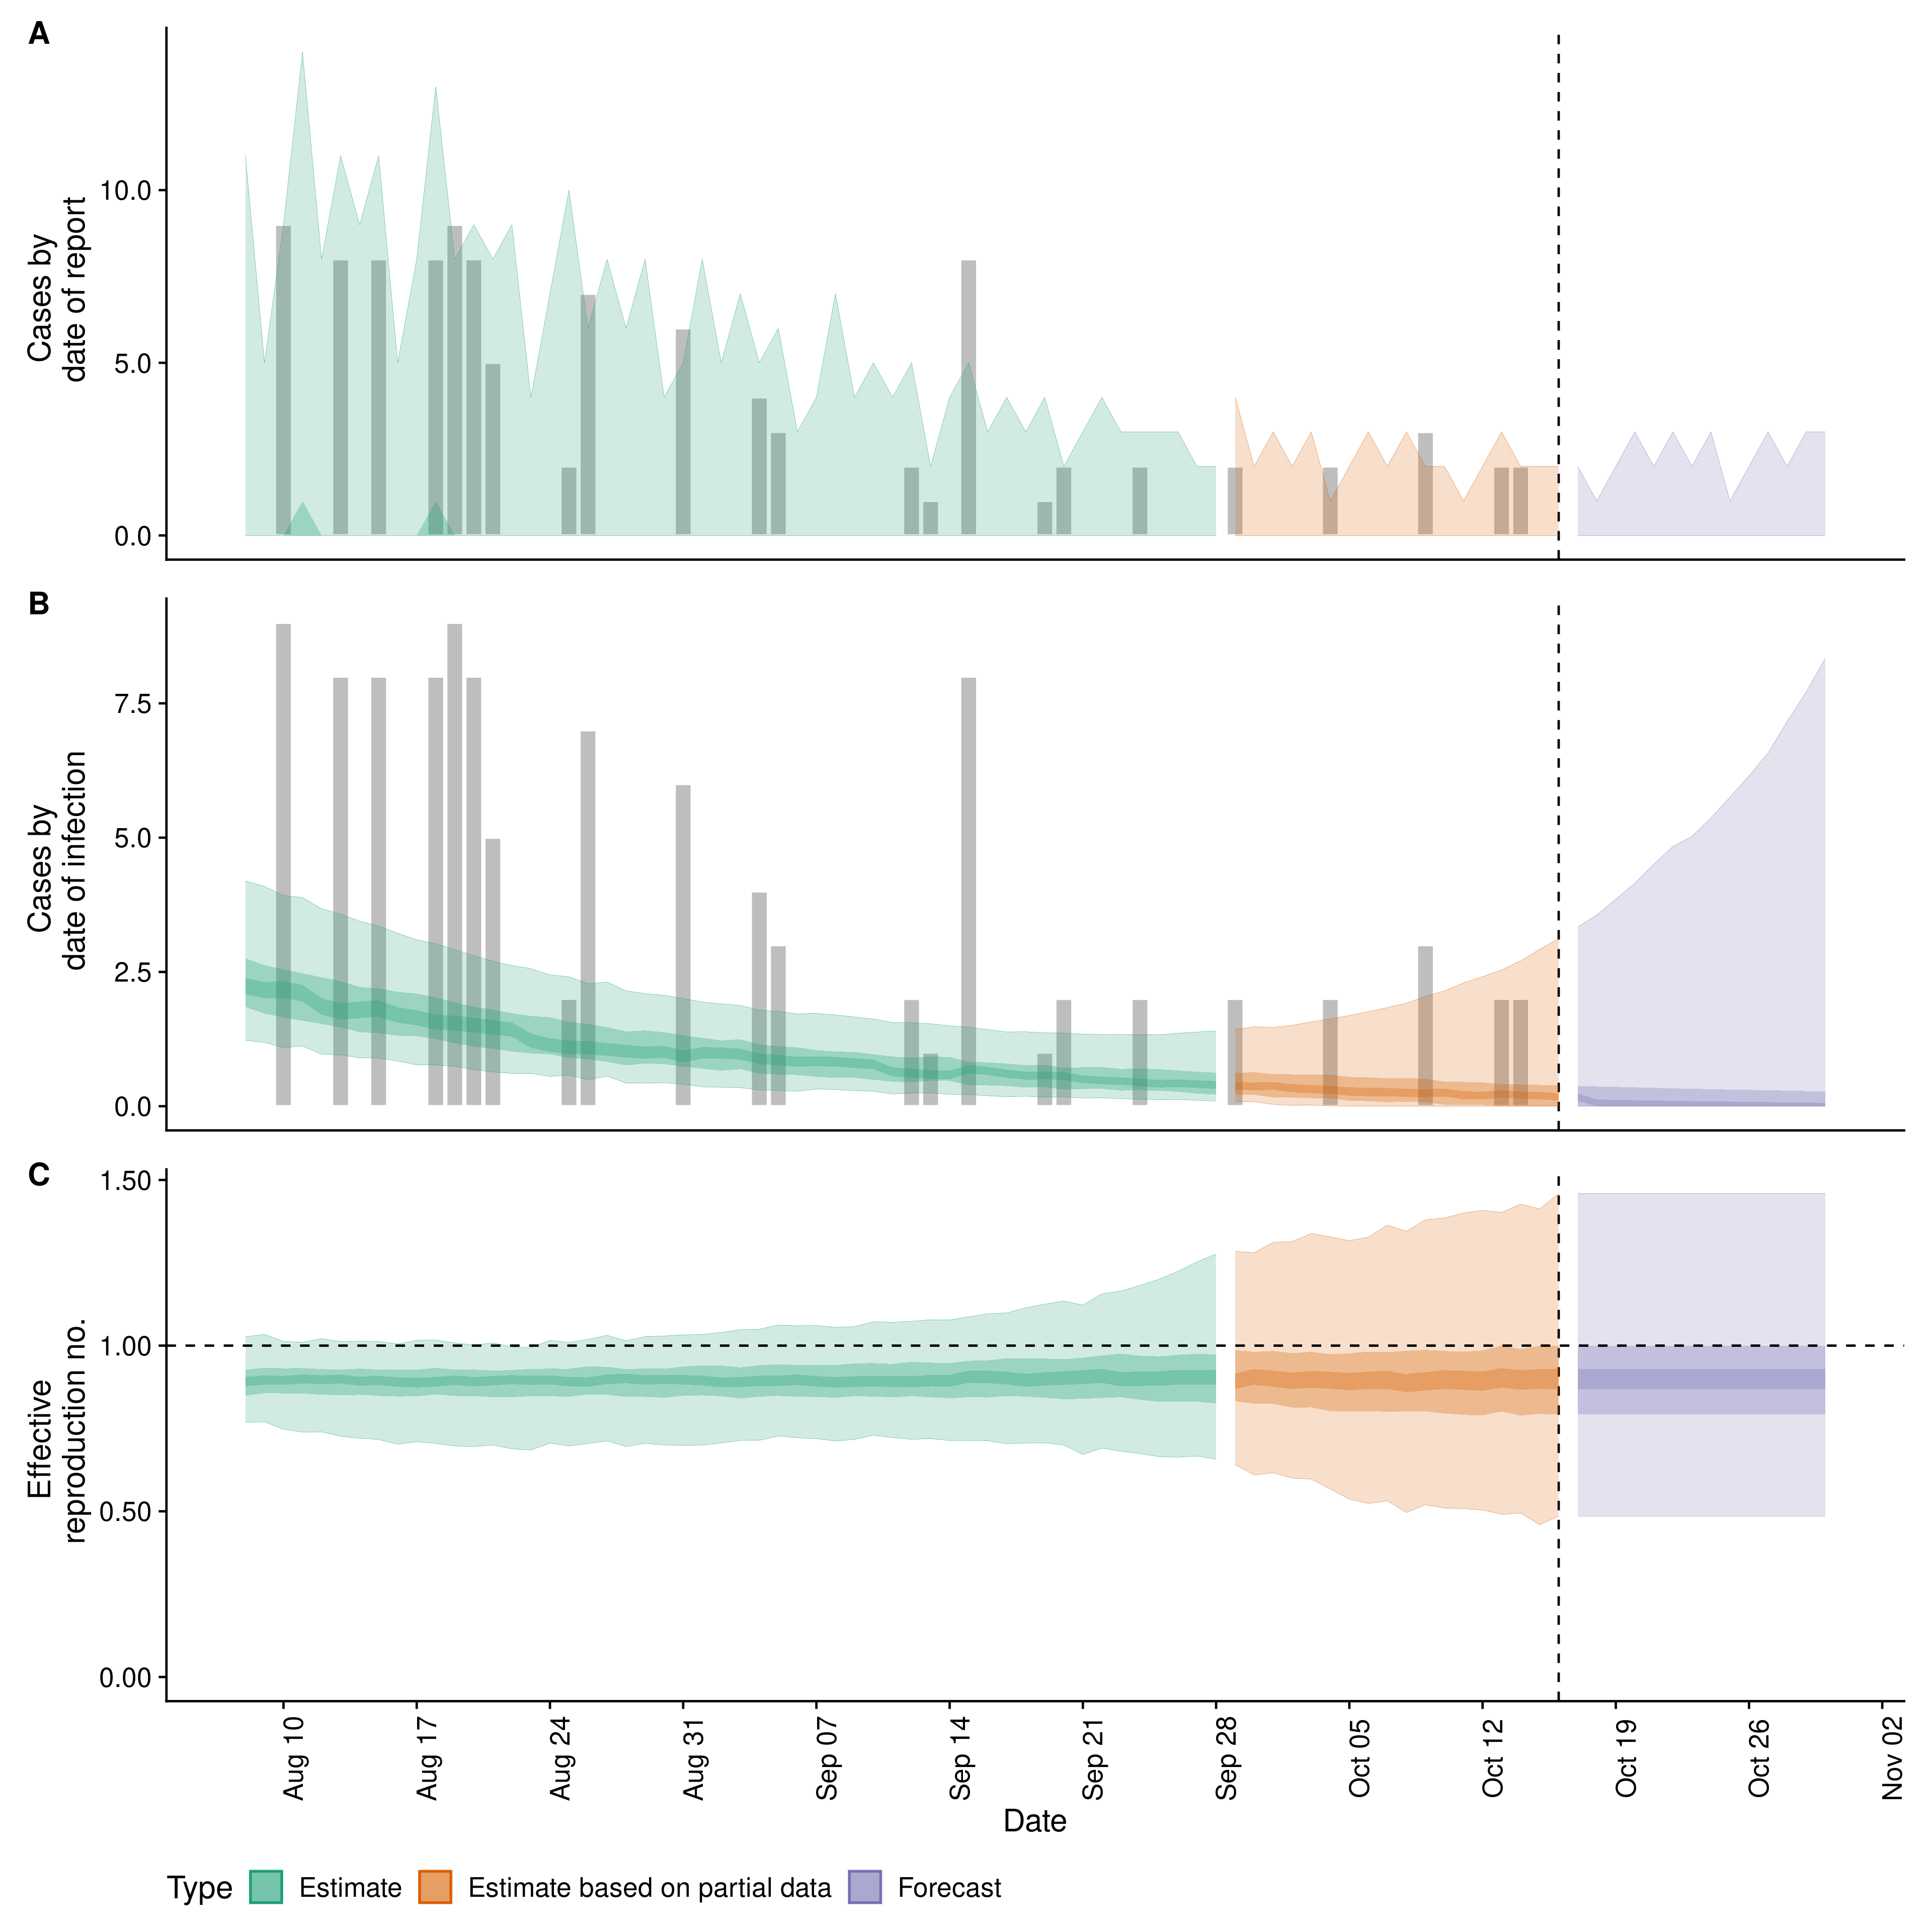 A
Cases by
date of report
10.0
5.0
0.0
B
Cases by
date of infection
7.5
5.0
2.5
0.0
C
Effective
reproduction no.
1.50
1.00
0.50
0.00
Aug 10
Aug 17
Aug 24
Aug 31
Sep 07
Sep 14
Sep 21
Sep 28
Oct 05
Oct 12
Oct 19
Oct 26
Nov 02
Date
Type
Estimate
Estimate based on partial data
Forecast